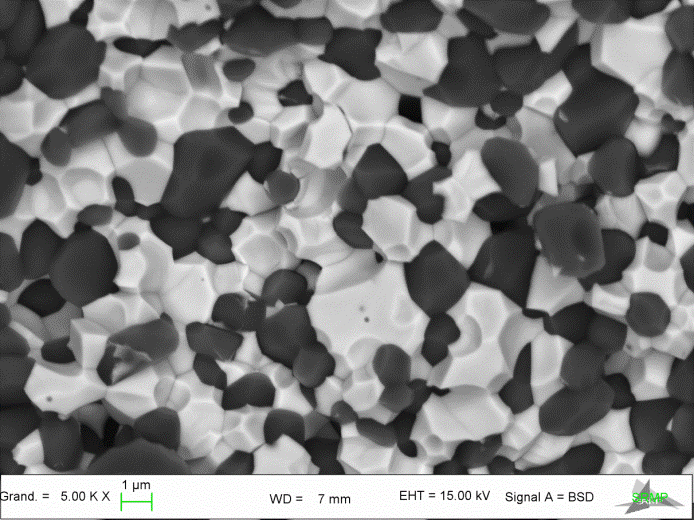 1 µm
Grand. = 5.00 K X
WD = 7 mm
EHT = 15.00 kV
Signal A = BSD